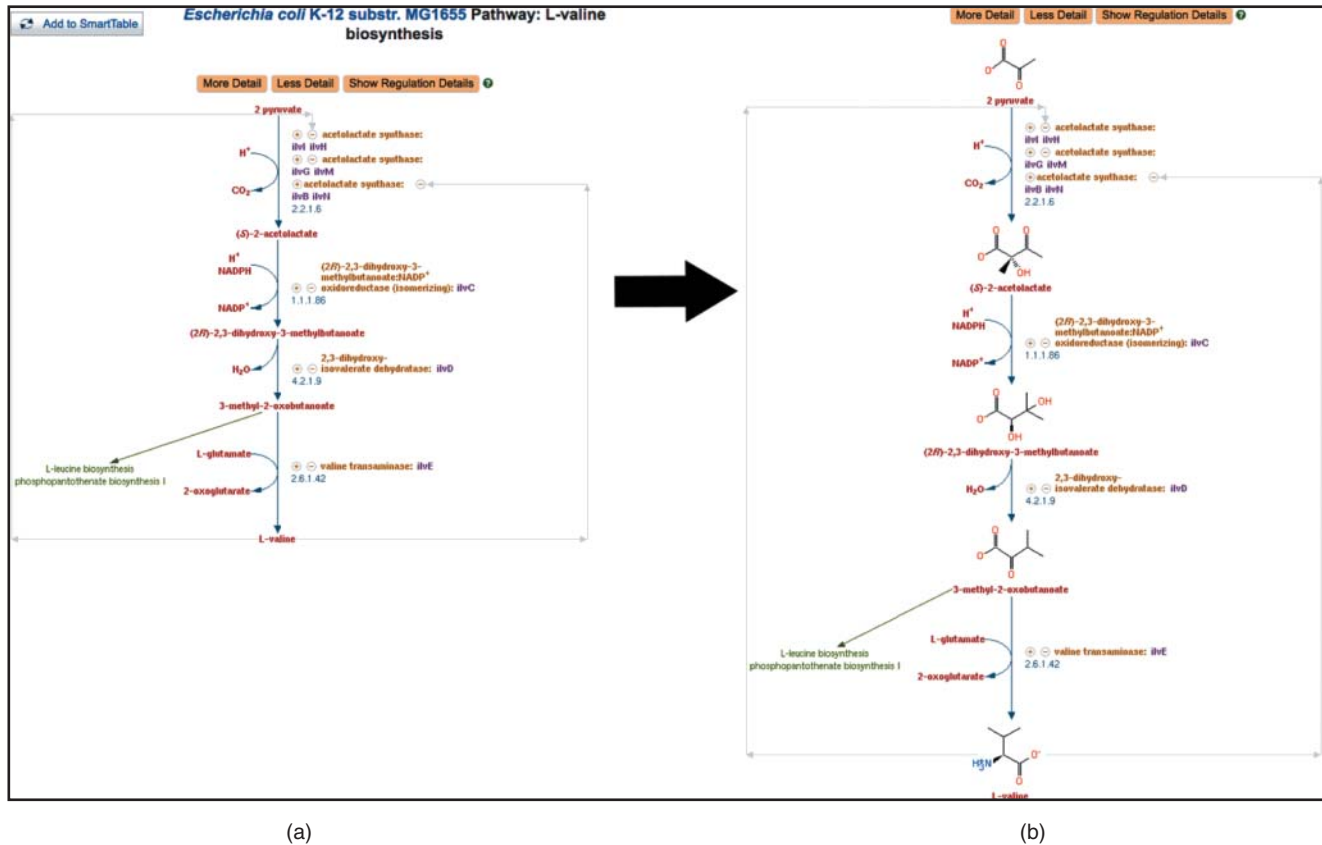 Add to SmartTable
Escherichia coli K-12 substr. MG1655 Pathway: L-valine
biosynthesis
More Detail Less Detail Show Regulation Details ?
2 pyruvate
⊕ ⊖ acetolactate synthase:
ilvI ilvH
H⁺
⊕ ⊖ acetolactate synthase:
ilvG ilvM
CO₂
⊕ acetolactate synthase: ⊖
ilvB ilvN
2.2.1.6
(S)-2-acetolactate
H⁺
NADPH
(2R)-2,3-dihydroxy-3-
methylbutanoate:NADP⁺
⊕ ⊖ oxidoreductase (isomerizing): ilvC
NADP⁺
1.1.1.86
(2R)-2,3-dihydroxy-3-methylbutanoate
2,3-dihydroxy-
H₂O
⊕ ⊖ isovalerate dehydratase: ilvD
4.2.1.9
3-methyl-2-oxobutanoate
L-leucine biosynthesis
phosphopantothenate biosynthesis I
L-glutamate
⊕ ⊖ valine transaminase: ilvE
2.6.1.42
2-oxoglutarate
L-valine
(a)
More Detail Less Detail Show Regulation Details ?
O
O⁻
O
2 pyruvate
⊕ ⊖ acetolactate synthase:
ilvI ilvH
H⁺
⊕ ⊖ acetolactate synthase:
ilvG ilvM
CO₂
⊕ acetolactate synthase: ⊖
ilvB ilvN
2.2.1.6
O O
O⁻
OH
(S)-2-acetolactate
H⁺
NADPH
(2R)-2,3-dihydroxy-3-
methylbutanoate:NADP⁺
⊕ ⊖ oxidoreductase (isomerizing): ilvC
NADP⁺
1.1.1.86
O OH
O⁻
OH
(2R)-2,3-dihydroxy-3-methylbutanoate
2,3-dihydroxy-
H₂O
⊕ ⊖ isovalerate dehydratase: ilvD
4.2.1.9
O
O⁻
O
3-methyl-2-oxobutanoate
L-leucine biosynthesis
phosphopantothenate biosynthesis I
L-glutamate
⊕ ⊖ valine transaminase: ilvE
2.6.1.42
2-oxoglutarate
O⁻
H₃N
O
L-valine
(b)